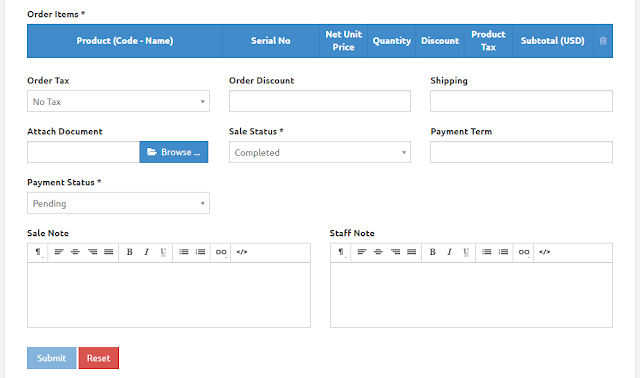 Order Items *
Product (Code - Name) Serial No Net Unit Price Quantity Discount Product Tax Subtotal (USD)
Order Tax Order Discount Shipping
No Tax
Attach Document Sale Status * Payment Term
Browse ... Completed
Payment Status *
Pending
Sale Note Staff Note
¶ B I U </> ¶ B I U </>
Submit Reset